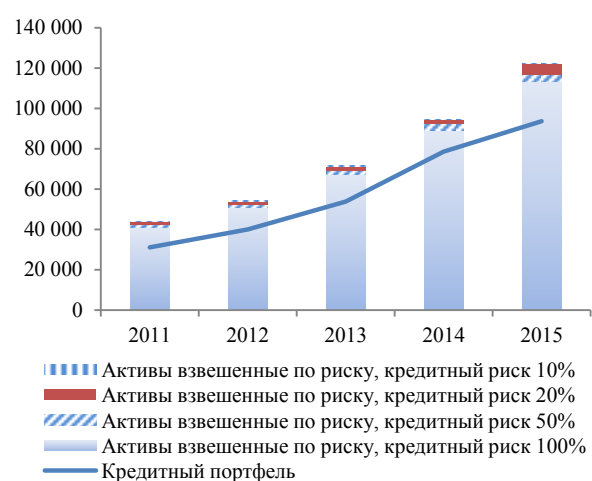 140 000
120 000
100 000
80 000
60 000
40 000
20 000
0
2011 2012 2013 2014 2015
Активы взвешенные по риску, кредитный риск 10%
Активы взвешенные по риску, кредитный риск 20%
Активы взвешенные по риску, кредитный риск 50%
Активы взвешенные по риску, кредитный риск 100%
Кредитный портфель